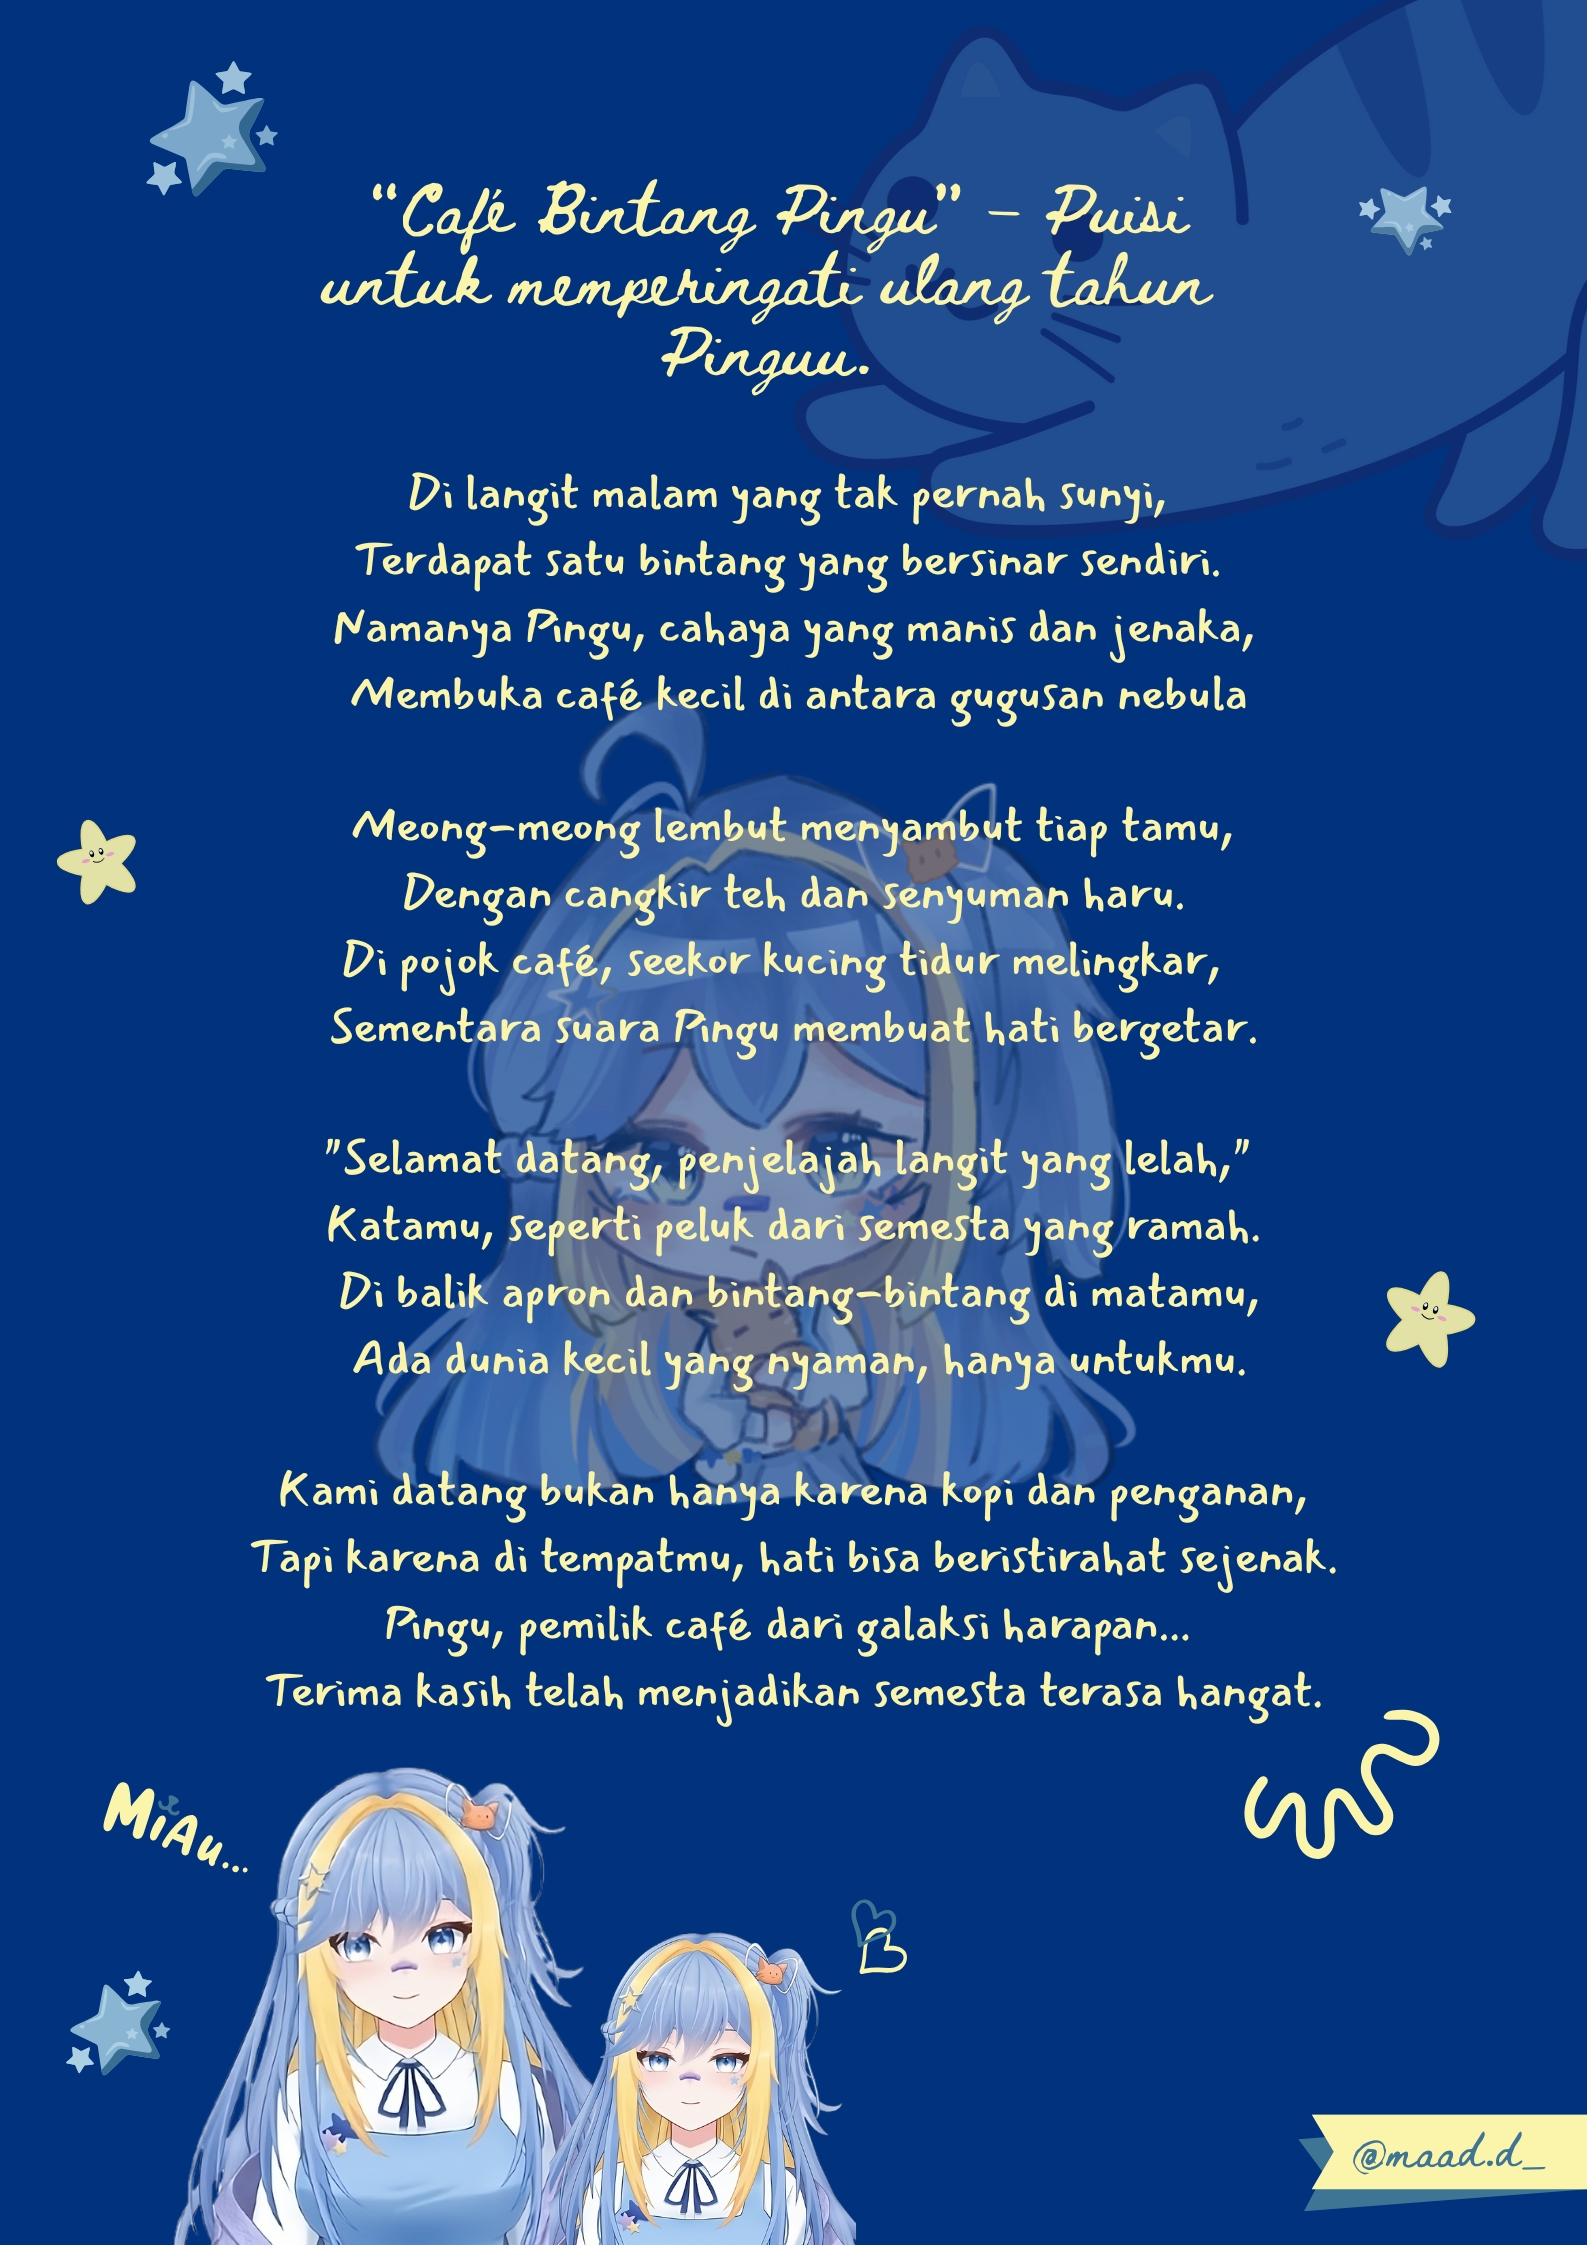 “Café Bintang Pingu” – Puisi
untuk memperingati ulang tahun
Pinguu.
Di langit malam yang tak pernah sunyi,
Terdapat satu bintang yang bersinar sendiri.
Namanya Pingu, cahaya yang manis dan jenaka,
Membuka café kecil di antara gugusan nebula
Meong-meong lembut menyambut tiap tamu,
Dengan cangkir teh dan senyuman haru.
Di pojok café, seekor kucing tidur melingkar,
Sementara suara Pingu membuat hati bergetar.
"Selamat datang, penjelajah langit yang lelah,"
Katamu, seperti peluk dari semesta yang ramah.
Di balik apron dan bintang-bintang di matamu,
Ada dunia kecil yang nyaman, hanya untukmu.
Kami datang bukan hanya karena kopi dan penganan,
Tapi karena di tempatmu, hati bisa beristirahat sejenak.
Pingu, pemilik café dari galaksi harapan...
Terima kasih telah menjadikan semesta terasa hangat.
MiAu...
@maad.d_